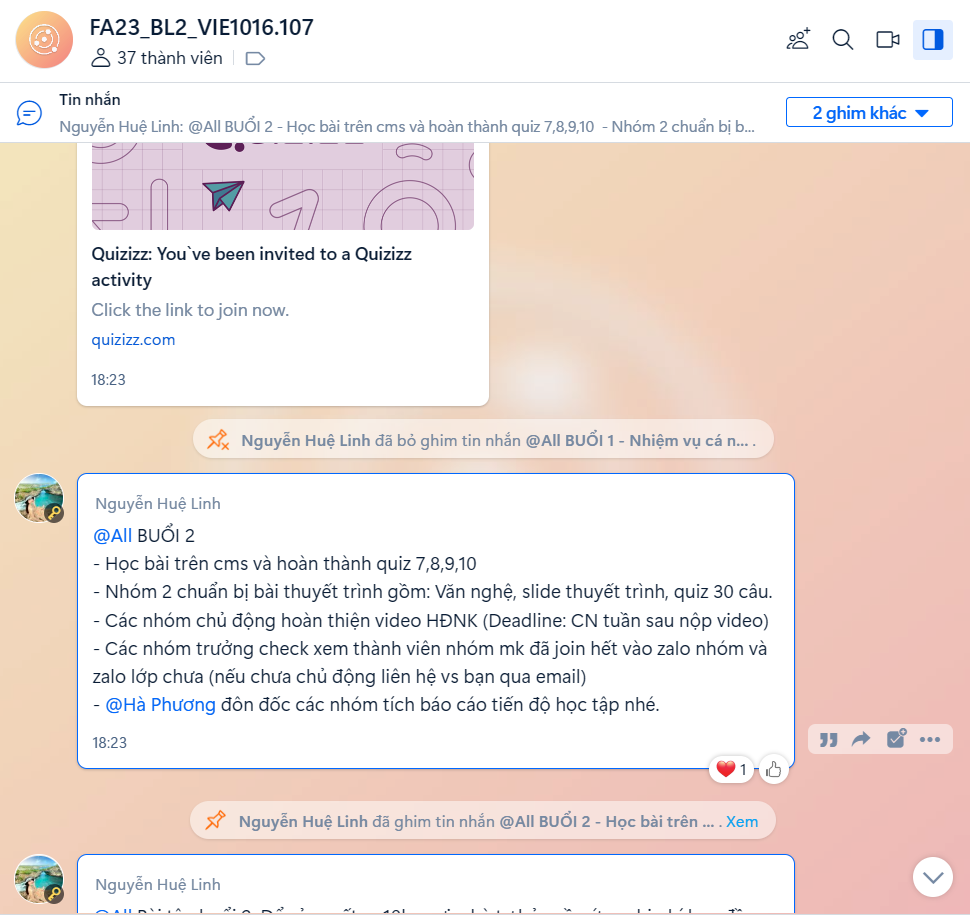 FA23_BL2_VIE1016.107
37 thành viên
Tin nhắn
Nguyễn Huệ Linh: @All BUỔI 2 - Học bài trên cms và hoàn thành quiz 7,8,9,10 - Nhóm 2 chuẩn bị b...
2 ghim khác
Quizizz: You`ve been invited to a Quizizz
activity
Click the link to join now.
quizizz.com
18:23
Nguyễn Huệ Linh đã bỏ ghim tin nhắn @All BUỔI 1 - Nhiệm vụ cá n... .
Nguyễn Huệ Linh
@All BUỔI 2
- Học bài trên cms và hoàn thành quiz 7,8,9,10
- Nhóm 2 chuẩn bị bài thuyết trình gồm: Văn nghệ, slide thuyết trình, quiz 30 câu.
- Các nhóm chủ động hoàn thiện video HĐNK (Deadline: CN tuần sau nộp video)
- Các nhóm trưởng check xem thành viên nhóm mk đã join hết vào zalo nhóm và
zalo lớp chưa (nếu chưa chủ động liên hệ vs bạn qua email)
- @Hà Phương đôn đốc các nhóm tích báo cáo tiến độ học tập nhé.
18:23
1
Nguyễn Huệ Linh đã ghim tin nhắn @All BUỔI 2 - Học bài trên ... . Xem
Nguyễn Huệ Linh